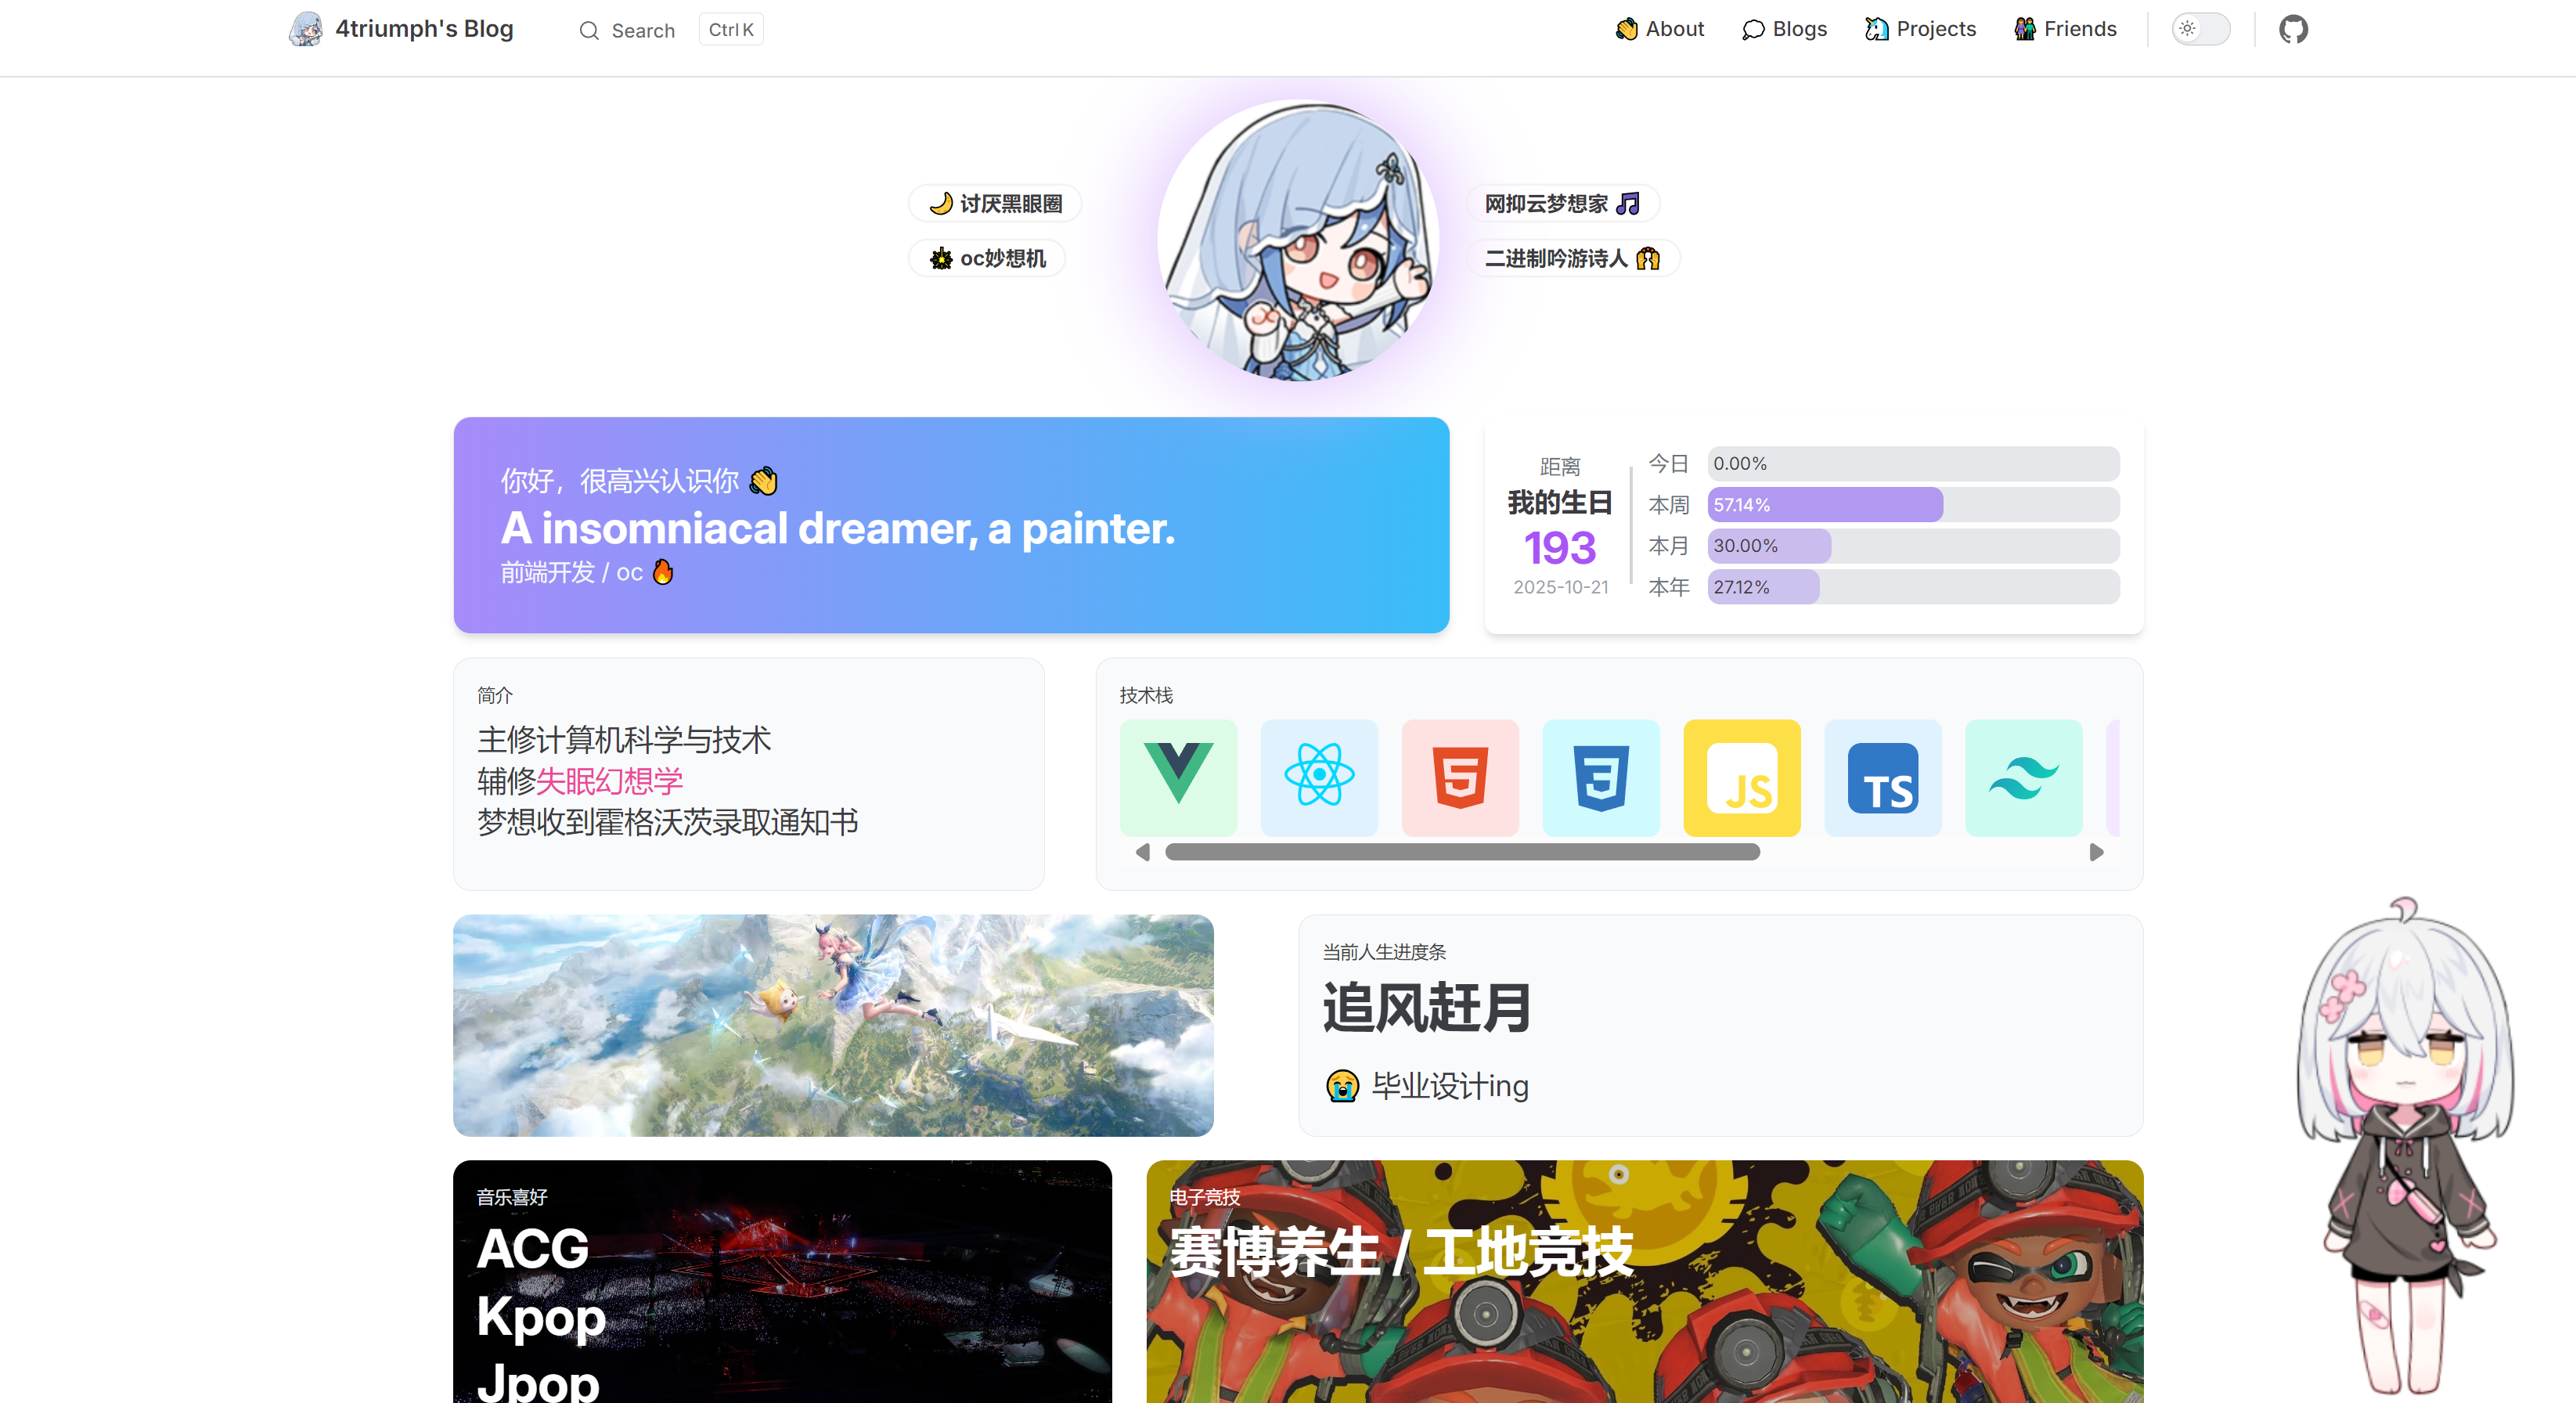 4triumph's Blog
Search
Ctrl K
About
Blogs
Projects
Friends
讨厌黑眼圈
oc妙想机
网抑云梦想家
二进制吟游诗人
你好，很高兴认识你
A insomniacal dreamer, a painter.
前端开发 / oc
距离
我的生日
193
2025-10-21
今日 0.00%
本周 57.14%
本月 30.00%
本年 27.12%
简介
主修计算机科学与技术
辅修失眠幻想学
梦想收到霍格沃茨录取通知书
技术栈
5
3
JS
TS
当前人生进度条
追风赶月
毕业设计ing
音乐喜好
ACG
Kpop
Jpop
电子竞技
赛博养生 / 工地竞技